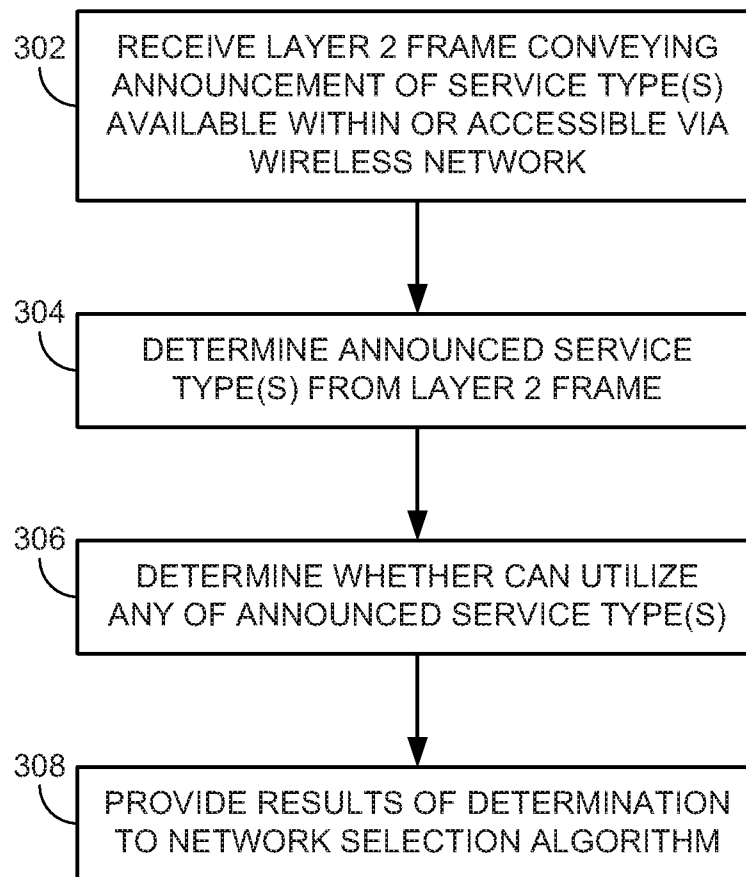 302
RECEIVE LAYER 2 FRAME CONVEYING
ANNOUNCEMENT OF SERVICE TYPE(S)
AVAILABLE WITHIN OR ACCESSIBLE VIA
WIRELESS NETWORK
304
DETERMINE ANNOUNCED SERVICE
TYPE(S) FROM LAYER 2 FRAME
306
DETERMINE WHETHER CAN UTILIZE
ANY OF ANNOUNCED SERVICE TYPE(S)
308
PROVIDE RESULTS OF DETERMINATION
TO NETWORK SELECTION ALGORITHM